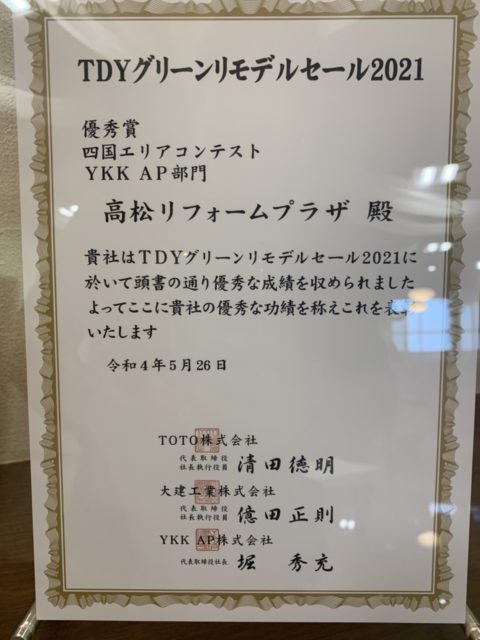 TDYグリーンリモデルセール2021
優秀賞
四国エリアコンテスト
YKK AP部門
高松リフォームプラザ 殿
貴社はTDYグリーンリモデルセール2021に
於いて頭書の通り優秀な成績を収められました
よってここに貴社の優秀な功績を称えこれを表
いたします
令和4年5月26日
TOTO株式会社
代表取締役
社長執行役員 清田徳明
大建工業株式会社
代表取締役
社長執行役員 億田正則
YKK AP株式会社
代表取締役社長 堀 秀充